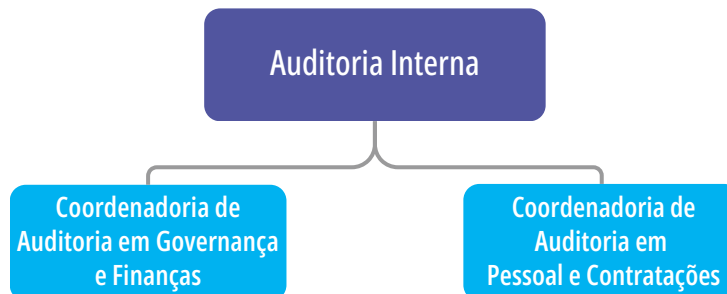 Auditoria Interna
Coordenadoria de
Auditoria em Governança
e Finanças
Coordenadoria de
Auditoria em
Pessoal e Contratações